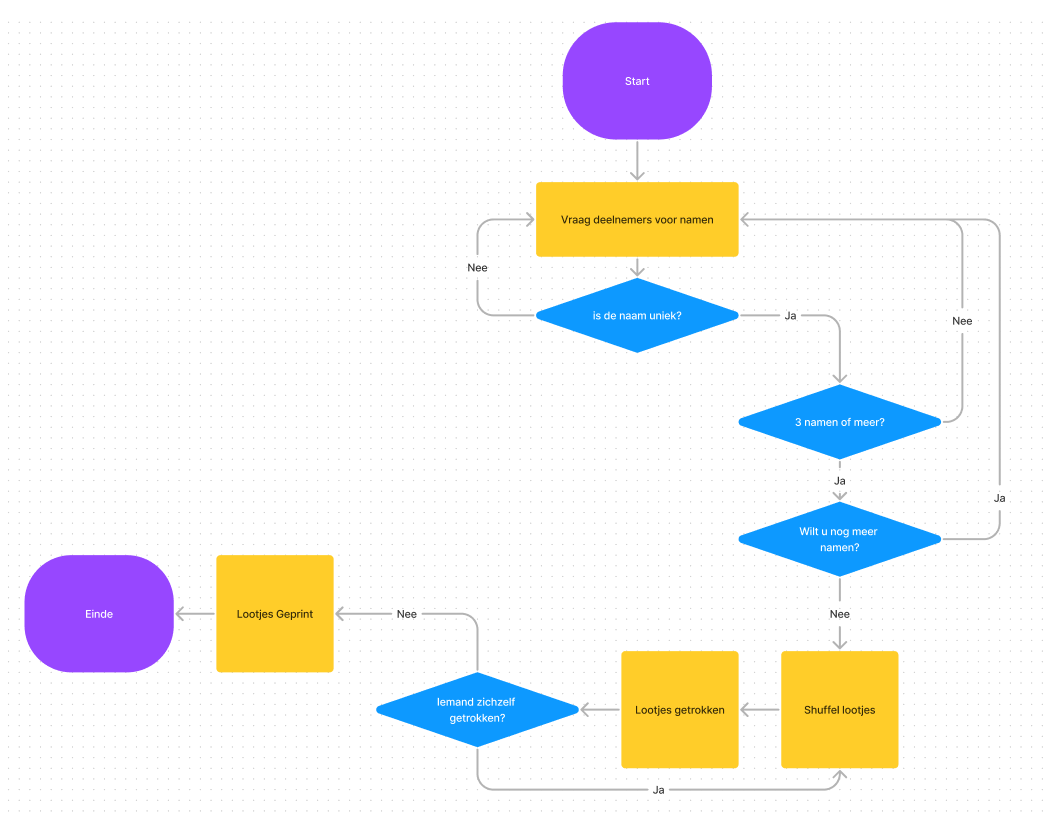 Start
Vraag deelnemers voor namen
Nee
is de naam uniek?
Ja
Nee
3 namen of meer?
Ja
Ja
Wilt u nog meer
namen?
Einde
Lootjes Geprint
Nee
Nee
Iemand zichzelf
getrokken?
Lootjes getrokken
Shuffel lootjes
Ja